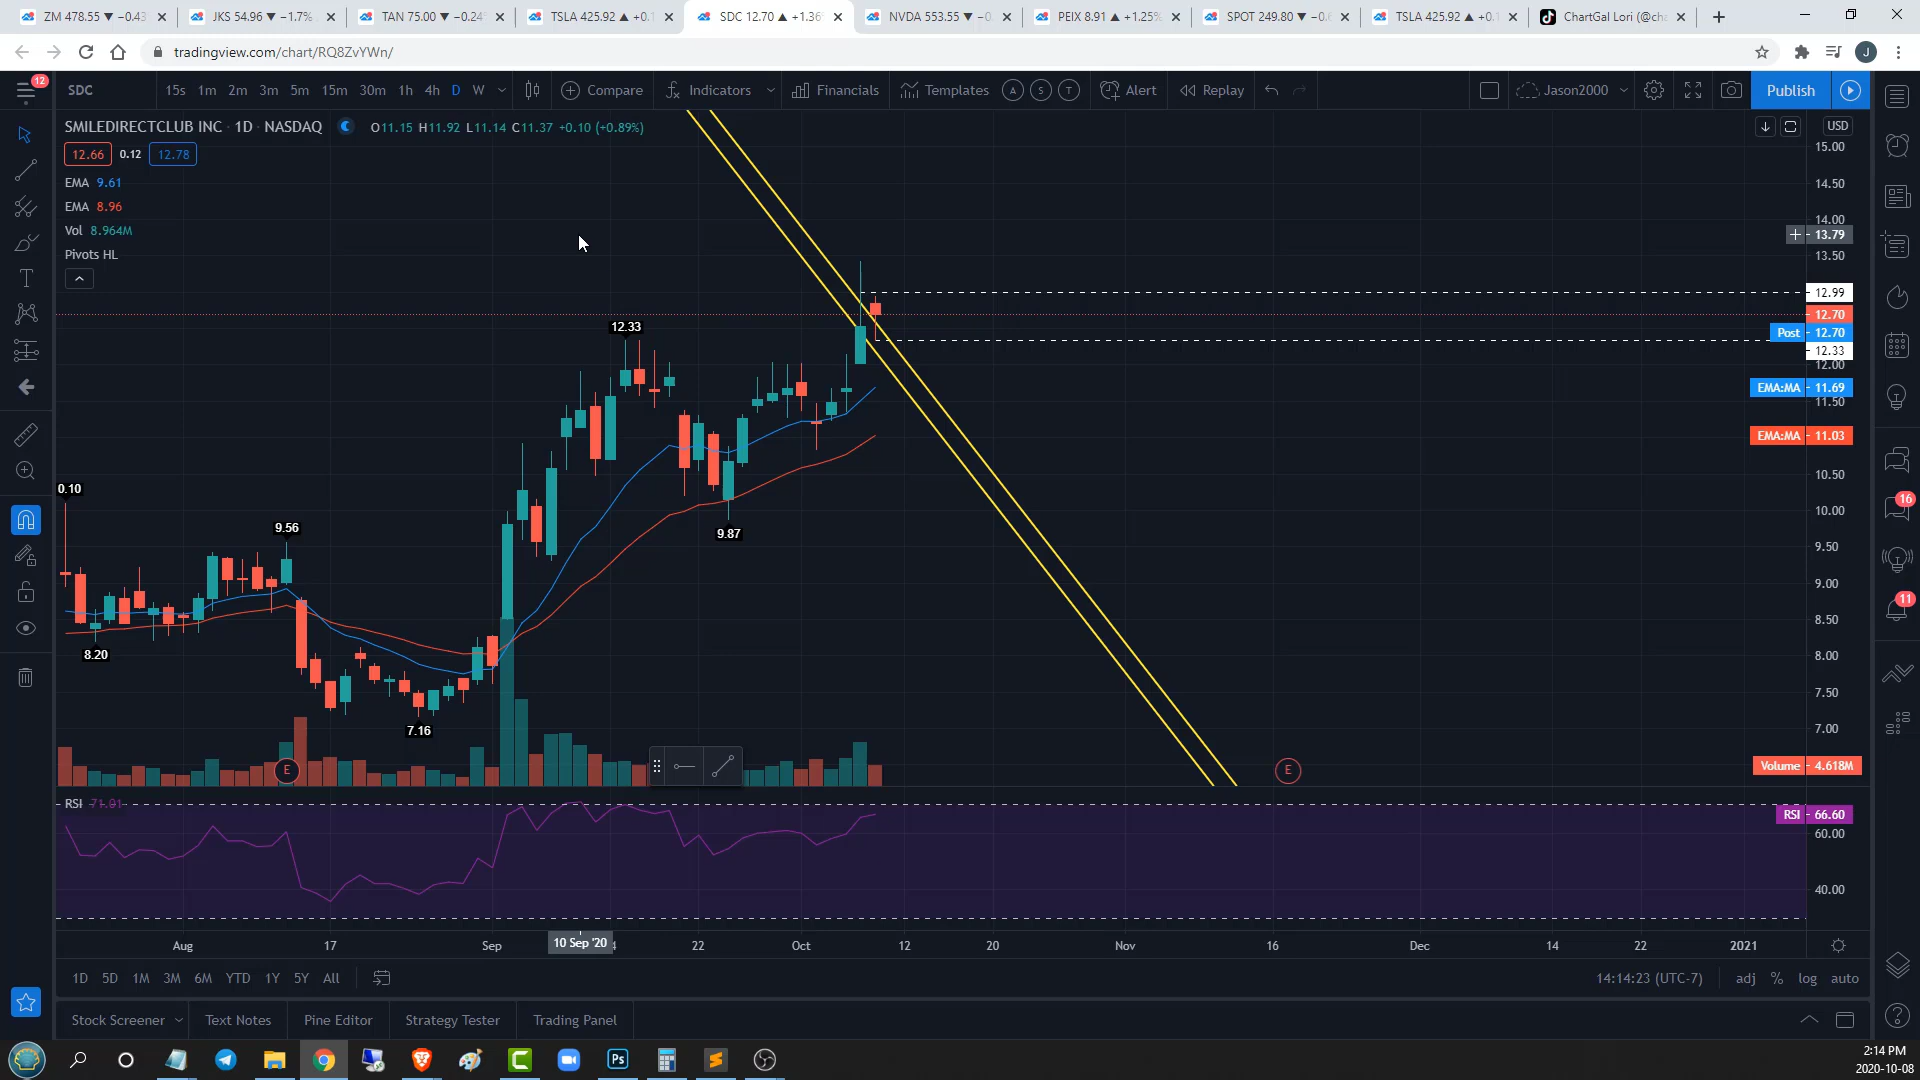 ZM 478.55 ▼ −0.43
JKS 54.96 ▼ −1.7%
TAN 75.00 ▼ −0.24
TSLA 425.92 ▲ +0.1
SDC 12.70 ▲ +1.36
NVDA 553.55 ▼ −0
PEIX 8.91 ▲ +1.25%
SPOT 249.80 ▼ −0.
TSLA 425.92 ▲ +0.1
ChartGal Lori (@cha
tradingview.com/chart/RQ8ZvYWn/
J
12
SDC
15s 1m 2m 3m 5m 15m 30m 1h 4h D W
Compare
Indicators
Financials
Templates
A S T
Alert
Replay
Jason2000
Publish
SMILEDIRECTCLUB INC · 1D · NASDAQ
O11.15 H11.92 L11.14 C11.37 +0.10 (+0.89%)
USD
12.66 0.12 12.78
EMA 9.61
EMA 8.96
Vol 8.964M
Pivots HL
15.00
14.50
14.00
13.79
13.50
12.99
12.70
Post 12.70
12.33
12.00
EMA:MA 11.69
11.50
EMA:MA 11.03
10.50
10.00
9.50
9.00
8.50
8.00
7.50
7.00
Volume 4.618M
12.33
0.10
9.56
9.87
8.20
7.16
E
E
RSI 71.01
RSI 66.60
60.00
40.00
Aug 17 Sep 10 Sep '20 22 Oct 12 20 Nov 16 Dec 14 22 2021
1D 5D 1M 3M 6M YTD 1Y 5Y All
14:14:23 (UTC-7)
adj % log auto
Stock Screener
Text Notes
Pine Editor
Strategy Tester
Trading Panel
16
11
Ps
2:14 PM
2020-10-08